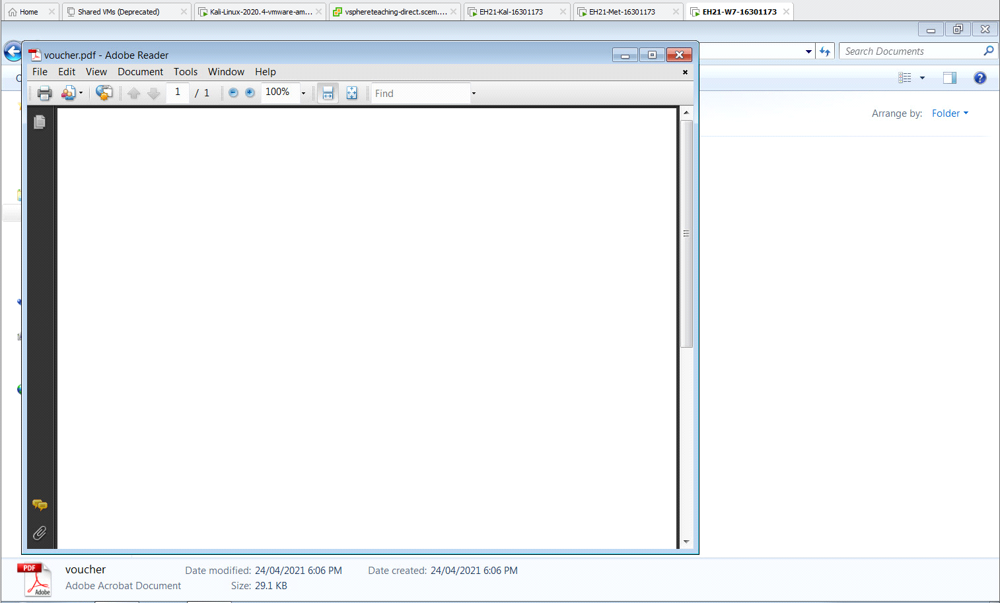 Home
Shared VMs (Deprecated)
Kali-Linux-2020.4-vmware-am...
vsphereteaching-direct.scem....
EH21-Kal-16301173
EH21-Met-16301173
EH21-W7-16301173
voucher.pdf - Adobe Reader
Search Documents
File Edit View Document Tools Window Help
1 / 1
100%
Find
Arrange by: Folder
PDF
Adobe
voucher
Date modified: 24/04/2021 6:06 PM
Date created: 24/04/2021 6:06 PM
Adobe Acrobat Document
Size: 29.1 KB